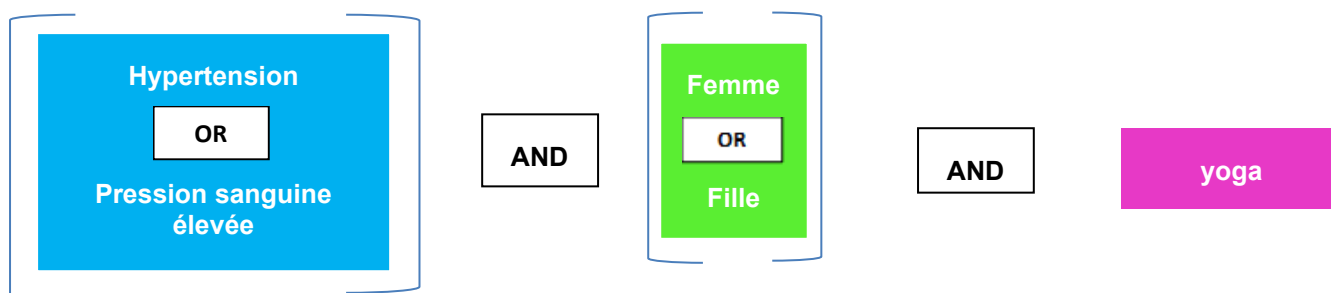 Hypertension
OR
Pression sanguine
élevée
AND
Femme
OR
Fille
AND
yoga